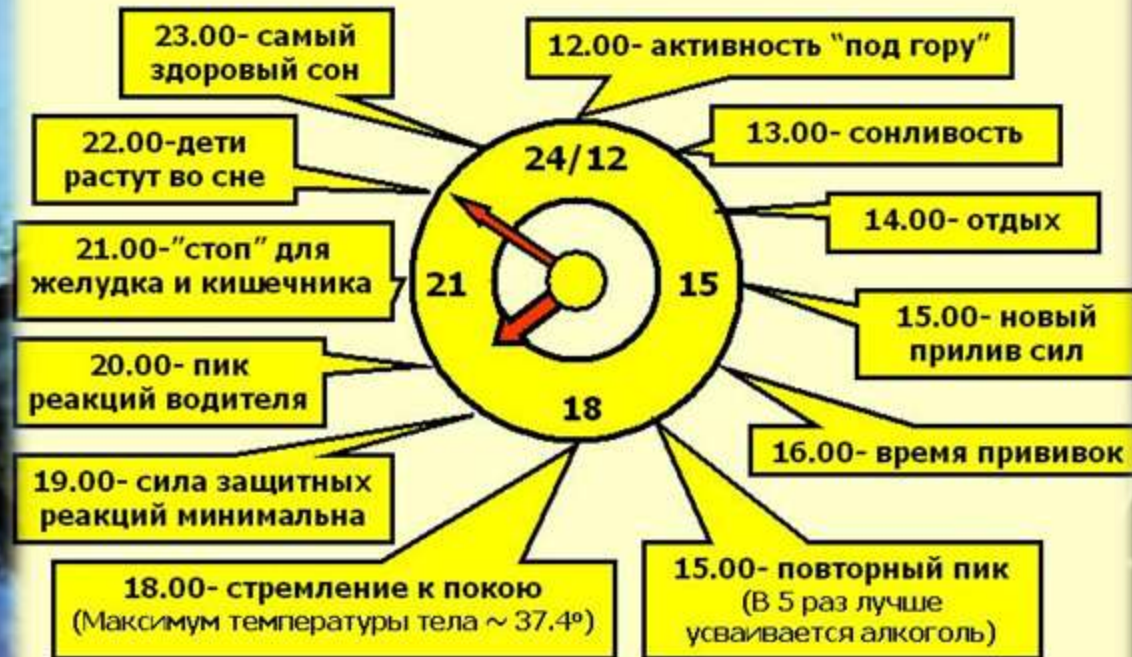 23.00- самый
здоровый сон
12.00- активность "под гору"
22.00-дети
растут во сне
13.00- сонливость
24/12
14.00- отдых
21.00-"стоп" для
желудка и кишечника
21
15
15.00- новый
прилив сил
20.00- пик
реакций водителя
18
16.00- время прививок
19.00- сила защитных
реакций минимальна
18.00- стремление к покою
(Максимум температуры тела ~ 37.4º)
15.00- повторный пик
(В 5 раз лучше
усваивается алкоголь)